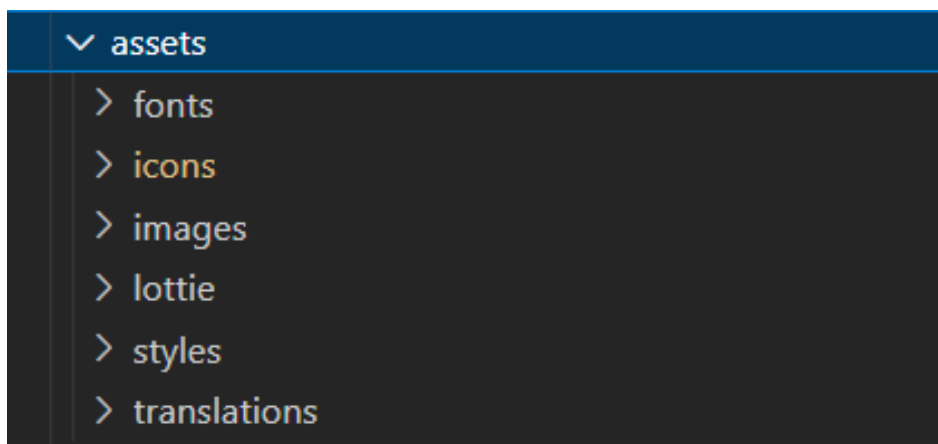 assets
fonts
icons
images
lottie
styles
translations